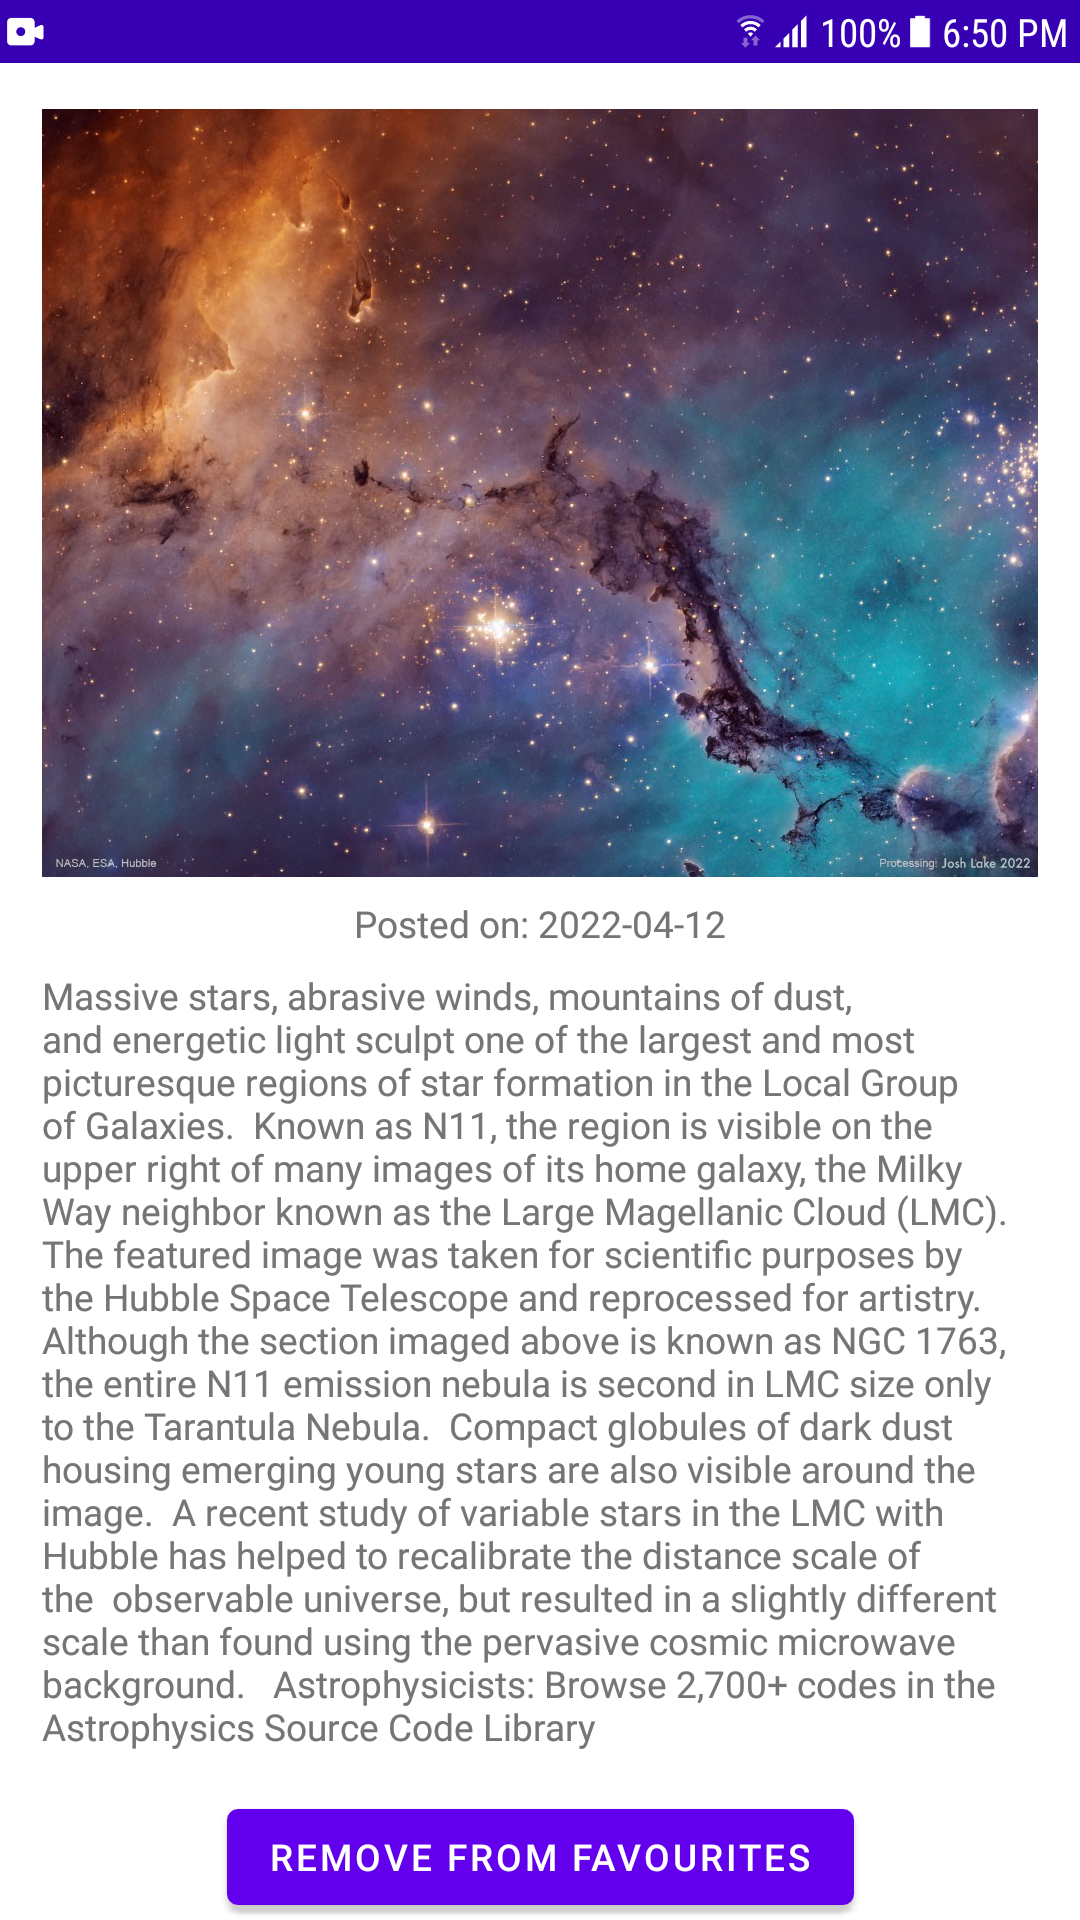 100% 6:50 PM
NASA, ESA, Hubble
Processing: Josh Lake 2022
Posted on: 2022-04-12
Massive stars, abrasive winds, mountains of dust,
and energetic light sculpt one of the largest and most
picturesque regions of star formation in the Local Group
of Galaxies.  Known as N11, the region is visible on the
upper right of many images of its home galaxy, the Milky
Way neighbor known as the Large Magellanic Cloud (LMC).
The featured image was taken for scientific purposes by
the Hubble Space Telescope and reprocessed for artistry.
Although the section imaged above is known as NGC 1763,
the entire N11 emission nebula is second in LMC size only
to the Tarantula Nebula.  Compact globules of dark dust
housing emerging young stars are also visible around the
image.  A recent study of variable stars in the LMC with
Hubble has helped to recalibrate the distance scale of
the  observable universe, but resulted in a slightly different
scale than found using the pervasive cosmic microwave
background.   Astrophysicists: Browse 2,700+ codes in the
Astrophysics Source Code Library
REMOVE FROM FAVOURITES